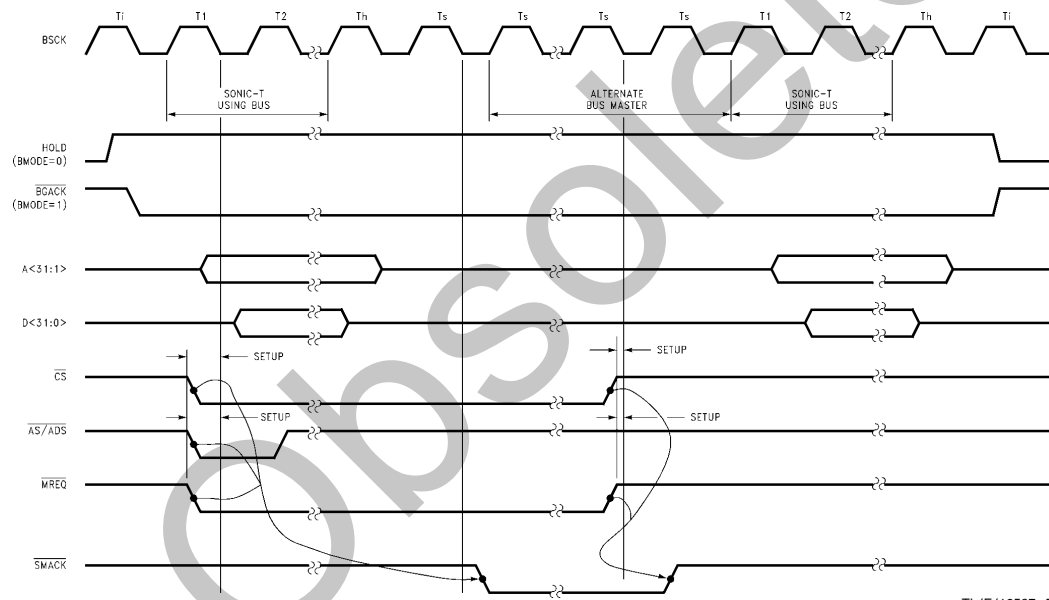 Ti T1 T2 Th Ts Ts Ts Ts T1 T2 Th Ti
BSCK
SONIC-T
USING BUS
ALTERNATE
BUS MASTER
SONIC-T
USING BUS
HOLD
(BMODE=0)
BGACK
(BMODE=1)
A<31:1>
D<31:0>
SETUP
SETUP
CS
SETUP
SETUP
AS/ADS
MREQ
SMACK
Obsolete